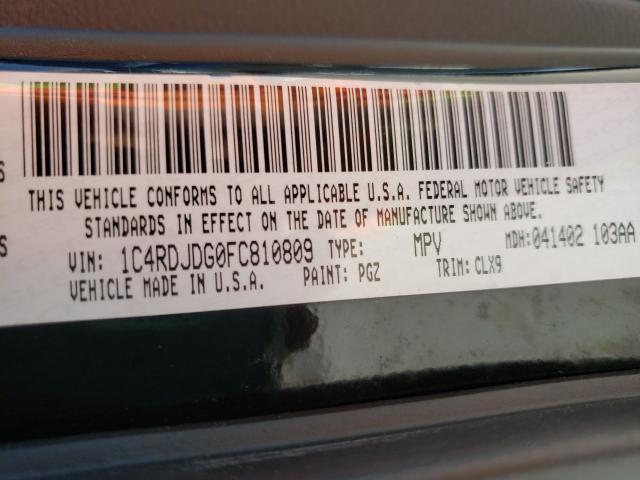 THIS VEHICLE CONFORMS TO ALL APPLICABLE U.S.A. FEDERAL MOTOR VEHICLE SAFETY
STANDARDS IN EFFECT ON THE DATE OF MANUFACTURE SHOWN ABOVE.
VIN: 1C4RDJDG0FC810809 TYPE: MPV MDH:041402 103AA
VEHICLE MADE IN U.S.A. PAINT: PGZ TRIM: CLX9